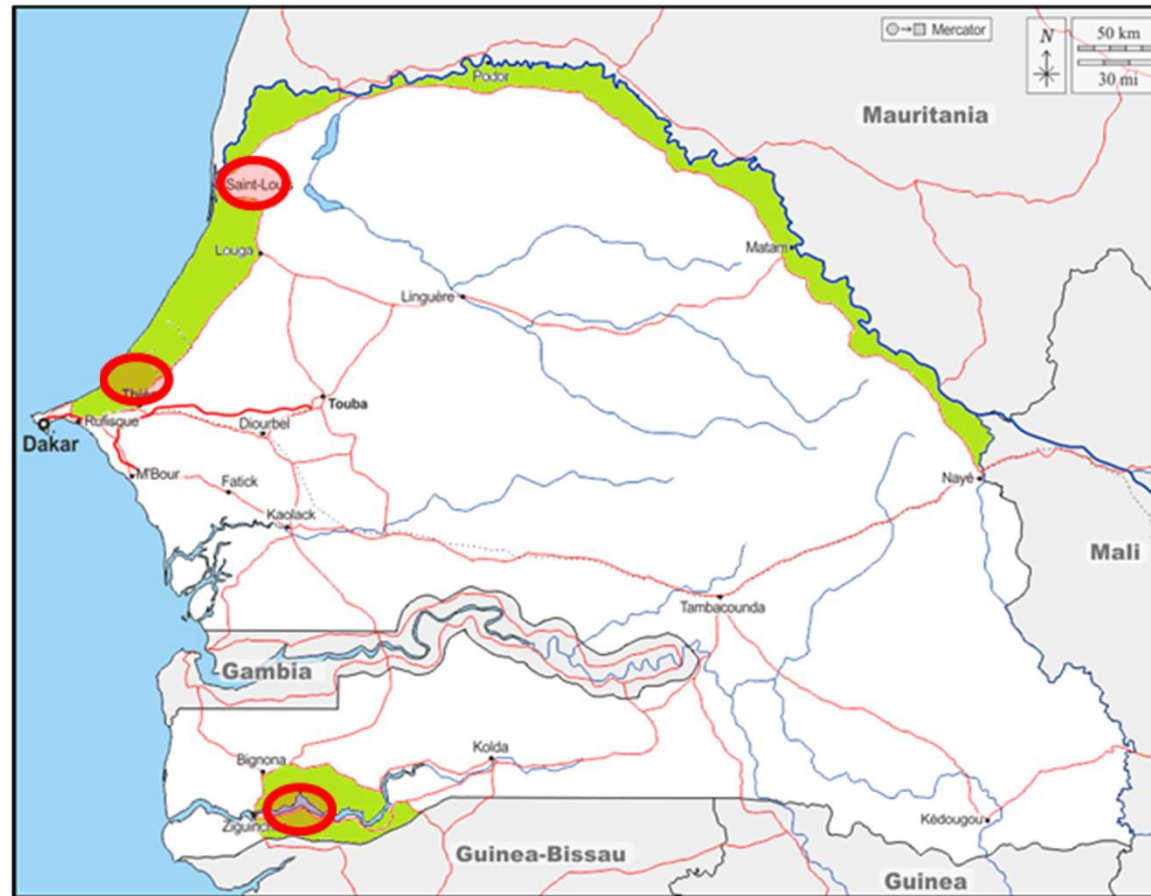 Mercator
N
50 km
30 mi
Podor
Mauritania
Saint-Louis
Louga
Matam
Linguère
Touba
Rufisque
Diourbel
Dakar
M'Bour
Fatick
Nayé
Kaolack
Mali
Tambacounda
Gambia
Kolda
Bignona
Kédougou
Guinea-Bissau
Guinea